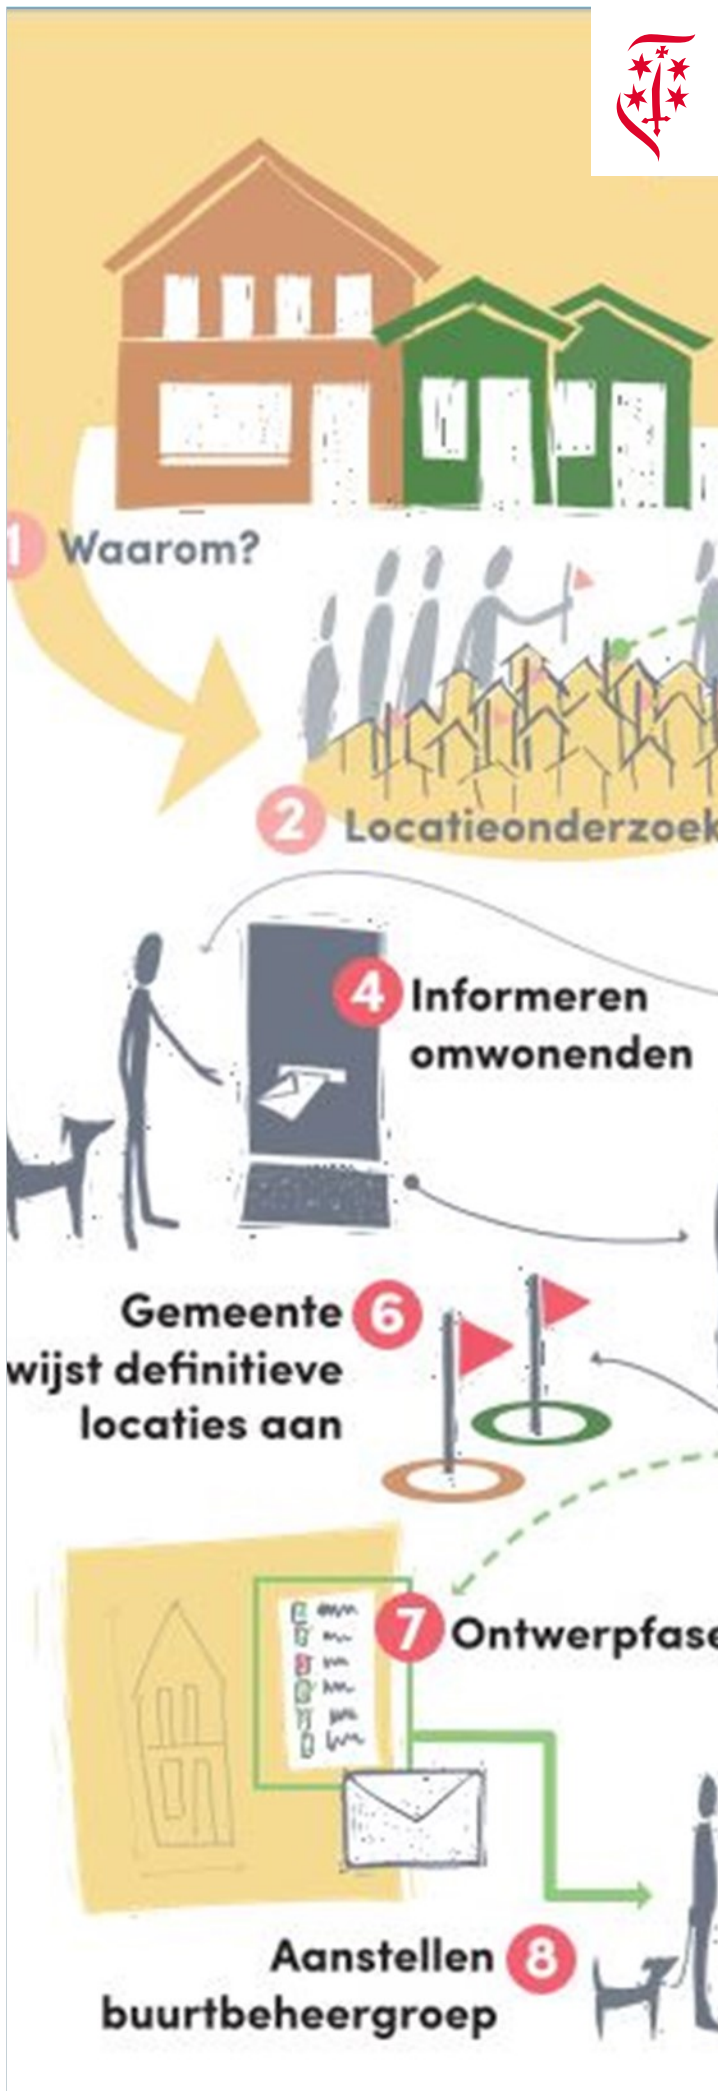 1 Waarom?
2 Locatieonderzoek
4 Informeren
omwonenden
Gemeente 6
wijst definitieve
locaties aan
7 Ontwerpfase
Aanstellen 8
buurtbeheergroep